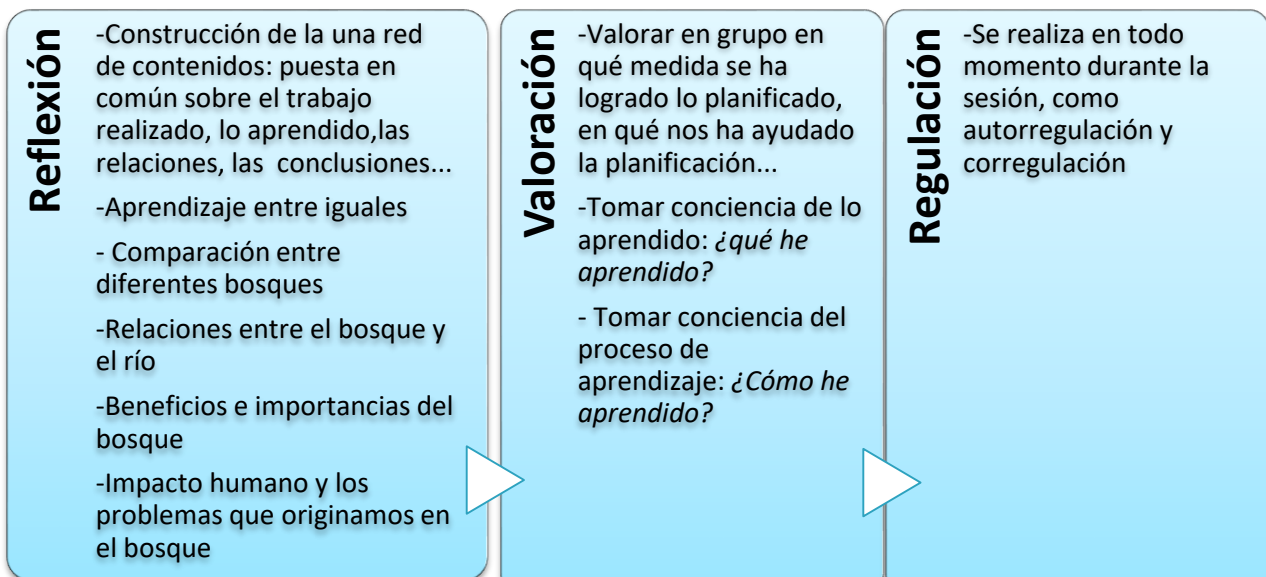 Reflexión
-Construcción de la una red
de contenidos: puesta en
común sobre el trabajo
realizado, lo aprendido,las
relaciones, las conclusiones...
-Aprendizaje entre iguales
- Comparación entre
diferentes bosques
-Relaciones entre el bosque y
el río
-Beneficios e importancias del
bosque
-Impacto humano y los
problemas que originamos en
el bosque
Valoración
-Valorar en grupo en
qué medida se ha
logrado lo planificado,
en qué nos ha ayudado
la planificación...
-Tomar conciencia de lo
aprendido: ¿qué he
aprendido?
- Tomar conciencia del
proceso de
aprendizaje: ¿Cómo he
aprendido?
Regulación
-Se realiza en todo
momento durante la
sesión, como
autorregulación y
corregulación